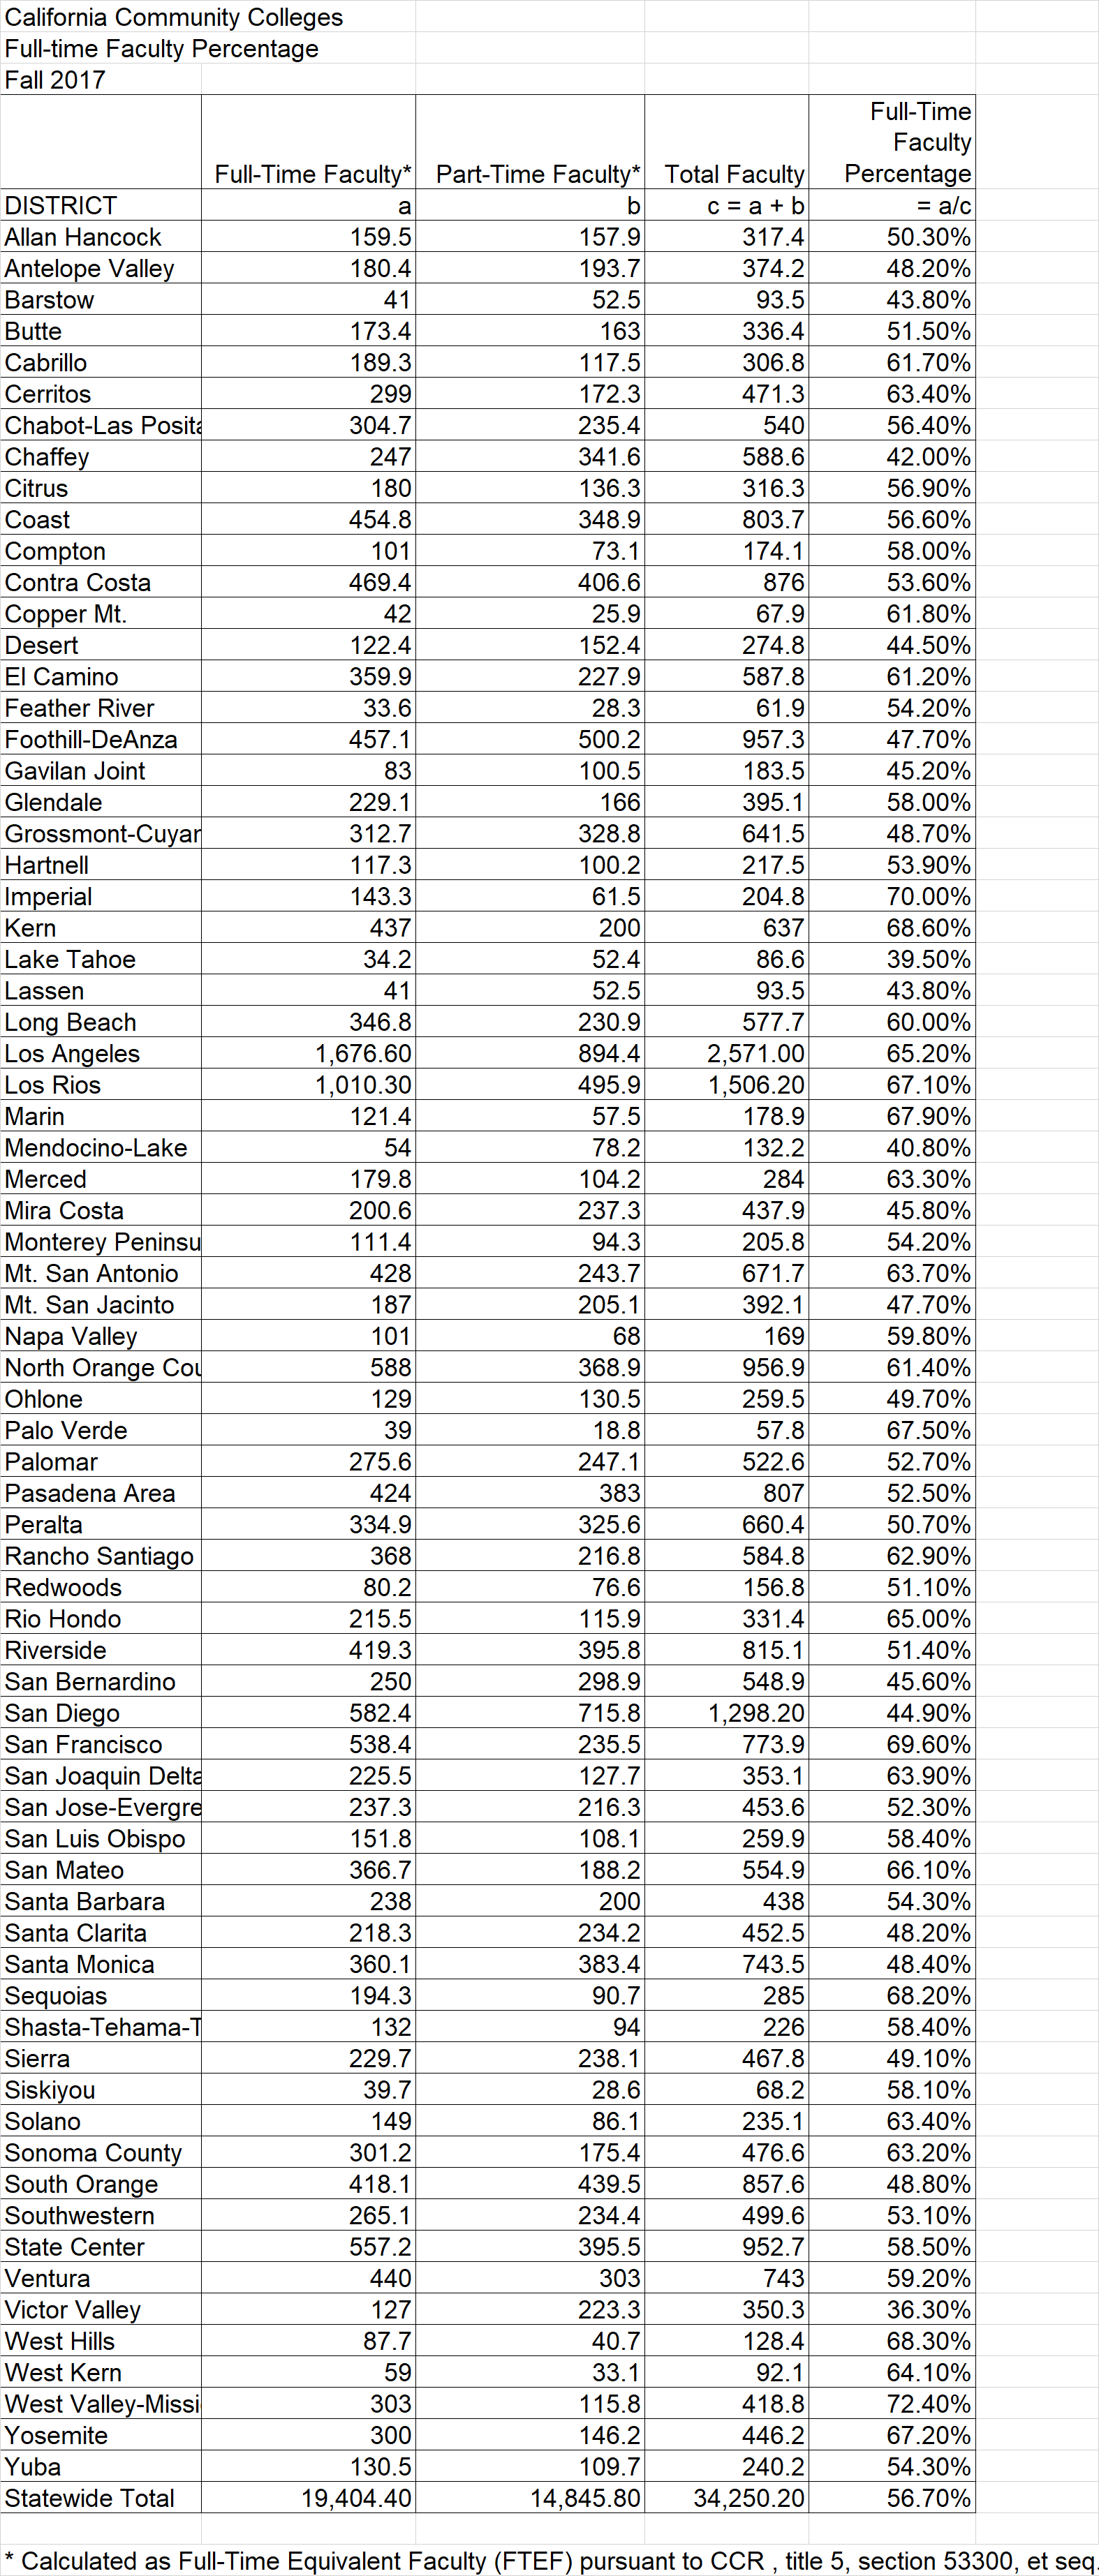 California Community Colleges
Full-time Faculty Percentage
Fall 2017
Full-Time Faculty* Part-Time Faculty* Total Faculty Full-Time Faculty Percentage
DISTRICT a b c = a + b = a/c
Allan Hancock 159.5 157.9 317.4 50.30%
Antelope Valley 180.4 193.7 374.2 48.20%
Barstow 41 52.5 93.5 43.80%
Butte 173.4 163 336.4 51.50%
Cabrillo 189.3 117.5 306.8 61.70%
Cerritos 299 172.3 471.3 63.40%
Chabot-Las Posita 304.7 235.4 540 56.40%
Chaffey 247 341.6 588.6 42.00%
Citrus 180 136.3 316.3 56.90%
Coast 454.8 348.9 803.7 56.60%
Compton 101 73.1 174.1 58.00%
Contra Costa 469.4 406.6 876 53.60%
Copper Mt. 42 25.9 67.9 61.80%
Desert 122.4 152.4 274.8 44.50%
El Camino 359.9 227.9 587.8 61.20%
Feather River 33.6 28.3 61.9 54.20%
Foothill-DeAnza 457.1 500.2 957.3 47.70%
Gavilan Joint 83 100.5 183.5 45.20%
Glendale 229.1 166 395.1 58.00%
Grossmont-Cuyar 312.7 328.8 641.5 48.70%
Hartnell 117.3 100.2 217.5 53.90%
Imperial 143.3 61.5 204.8 70.00%
Kern 437 200 637 68.60%
Lake Tahoe 34.2 52.4 86.6 39.50%
Lassen 41 52.5 93.5 43.80%
Long Beach 346.8 230.9 577.7 60.00%
Los Angeles 1,676.60 894.4 2,571.00 65.20%
Los Rios 1,010.30 495.9 1,506.20 67.10%
Marin 121.4 57.5 178.9 67.90%
Mendocino-Lake 54 78.2 132.2 40.80%
Merced 179.8 104.2 284 63.30%
Mira Costa 200.6 237.3 437.9 45.80%
Monterey Peninsu 111.4 94.3 205.8 54.20%
Mt. San Antonio 428 243.7 671.7 63.70%
Mt. San Jacinto 187 205.1 392.1 47.70%
Napa Valley 101 68 169 59.80%
North Orange Cou 588 368.9 956.9 61.40%
Ohlone 129 130.5 259.5 49.70%
Palo Verde 39 18.8 57.8 67.50%
Palomar 275.6 247.1 522.6 52.70%
Pasadena Area 424 383 807 52.50%
Peralta 334.9 325.6 660.4 50.70%
Rancho Santiago 368 216.8 584.8 62.90%
Redwoods 80.2 76.6 156.8 51.10%
Rio Hondo 215.5 115.9 331.4 65.00%
Riverside 419.3 395.8 815.1 51.40%
San Bernardino 250 298.9 548.9 45.60%
San Diego 582.4 715.8 1,298.20 44.90%
San Francisco 538.4 235.5 773.9 69.60%
San Joaquin Delta 225.5 127.7 353.1 63.90%
San Jose-Evergre 237.3 216.3 453.6 52.30%
San Luis Obispo 151.8 108.1 259.9 58.40%
San Mateo 366.7 188.2 554.9 66.10%
Santa Barbara 238 200 438 54.30%
Santa Clarita 218.3 234.2 452.5 48.20%
Santa Monica 360.1 383.4 743.5 48.40%
Sequoias 194.3 90.7 285 68.20%
Shasta-Tehama-T 132 94 226 58.40%
Sierra 229.7 238.1 467.8 49.10%
Siskiyou 39.7 28.6 68.2 58.10%
Solano 149 86.1 235.1 63.40%
Sonoma County 301.2 175.4 476.6 63.20%
South Orange 418.1 439.5 857.6 48.80%
Southwestern 265.1 234.4 499.6 53.10%
State Center 557.2 395.5 952.7 58.50%
Ventura 440 303 743 59.20%
Victor Valley 127 223.3 350.3 36.30%
West Hills 87.7 40.7 128.4 68.30%
West Kern 59 33.1 92.1 64.10%
West Valley-Missi 303 115.8 418.8 72.40%
Yosemite 300 146.2 446.2 67.20%
Yuba 130.5 109.7 240.2 54.30%
Statewide Total 19,404.40 14,845.80 34,250.20 56.70%
* Calculated as Full-Time Equivalent Faculty (FTEF) pursuant to CCR , title 5, section 53300, et seq.